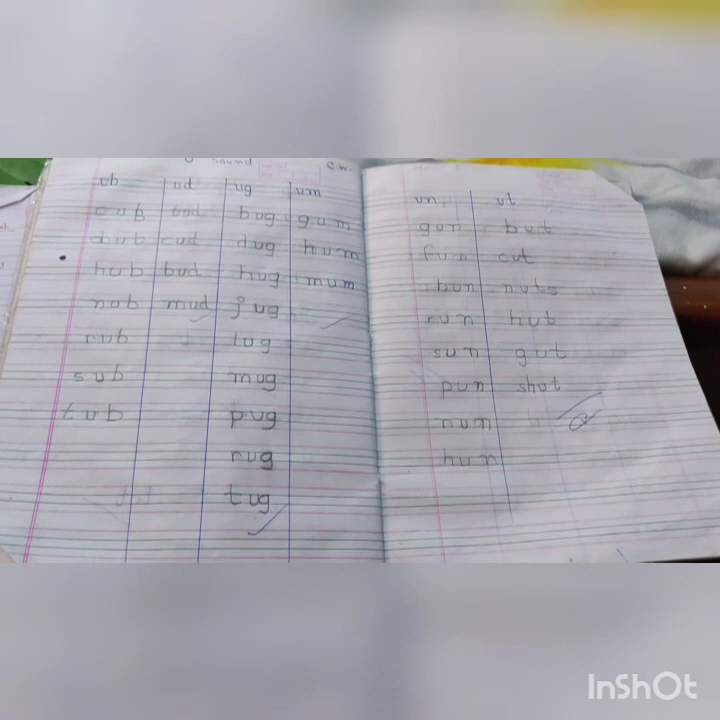 u sound C.W.
ub ud ug um
cub bug gum
dub cud dug hum
hub bud hug mum
nub mud jug
rub lug
sub mug
tub pug
rug
tug
un ut
gun but
fun cut
bun nuts
run hut
sun gut
pun shut
nun
hun
InShOt